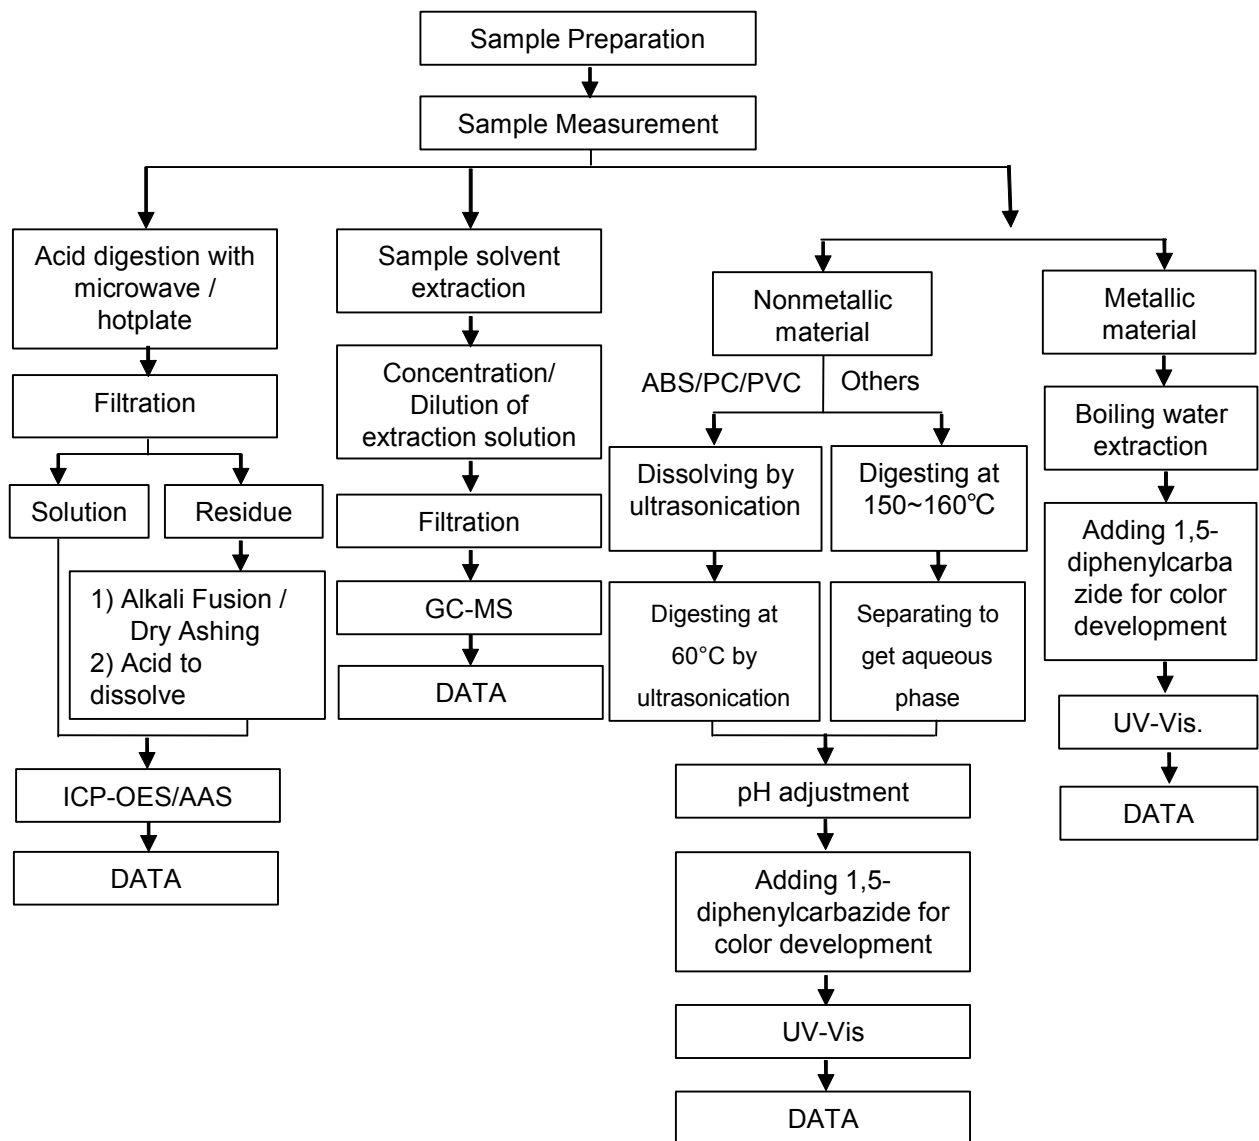 Sample Preparation
Sample Measurement
Acid digestion with
microwave /
hotplate
Filtration
Solution
Residue
1) Alkali Fusion /
Dry Ashing
2) Acid to
dissolve
ICP-OES/AAS
DATA
Sample solvent
extraction
Concentration/
Dilution of
extraction solution
Filtration
GC-MS
DATA
Nonmetallic
material
ABS/PC/PVC
Others
Dissolving by
ultrasonication
Digesting at
60°C by
ultrasonication
Digesting at
150~160℃
Separating to
get aqueous
phase
pH adjustment
Adding 1,5-
diphenylcarbazide for
color development
UV-Vis
DATA
Metallic
material
Boiling water
extraction
Adding 1,5-
diphenylcarba
zide for color
development
UV-Vis.
DATA